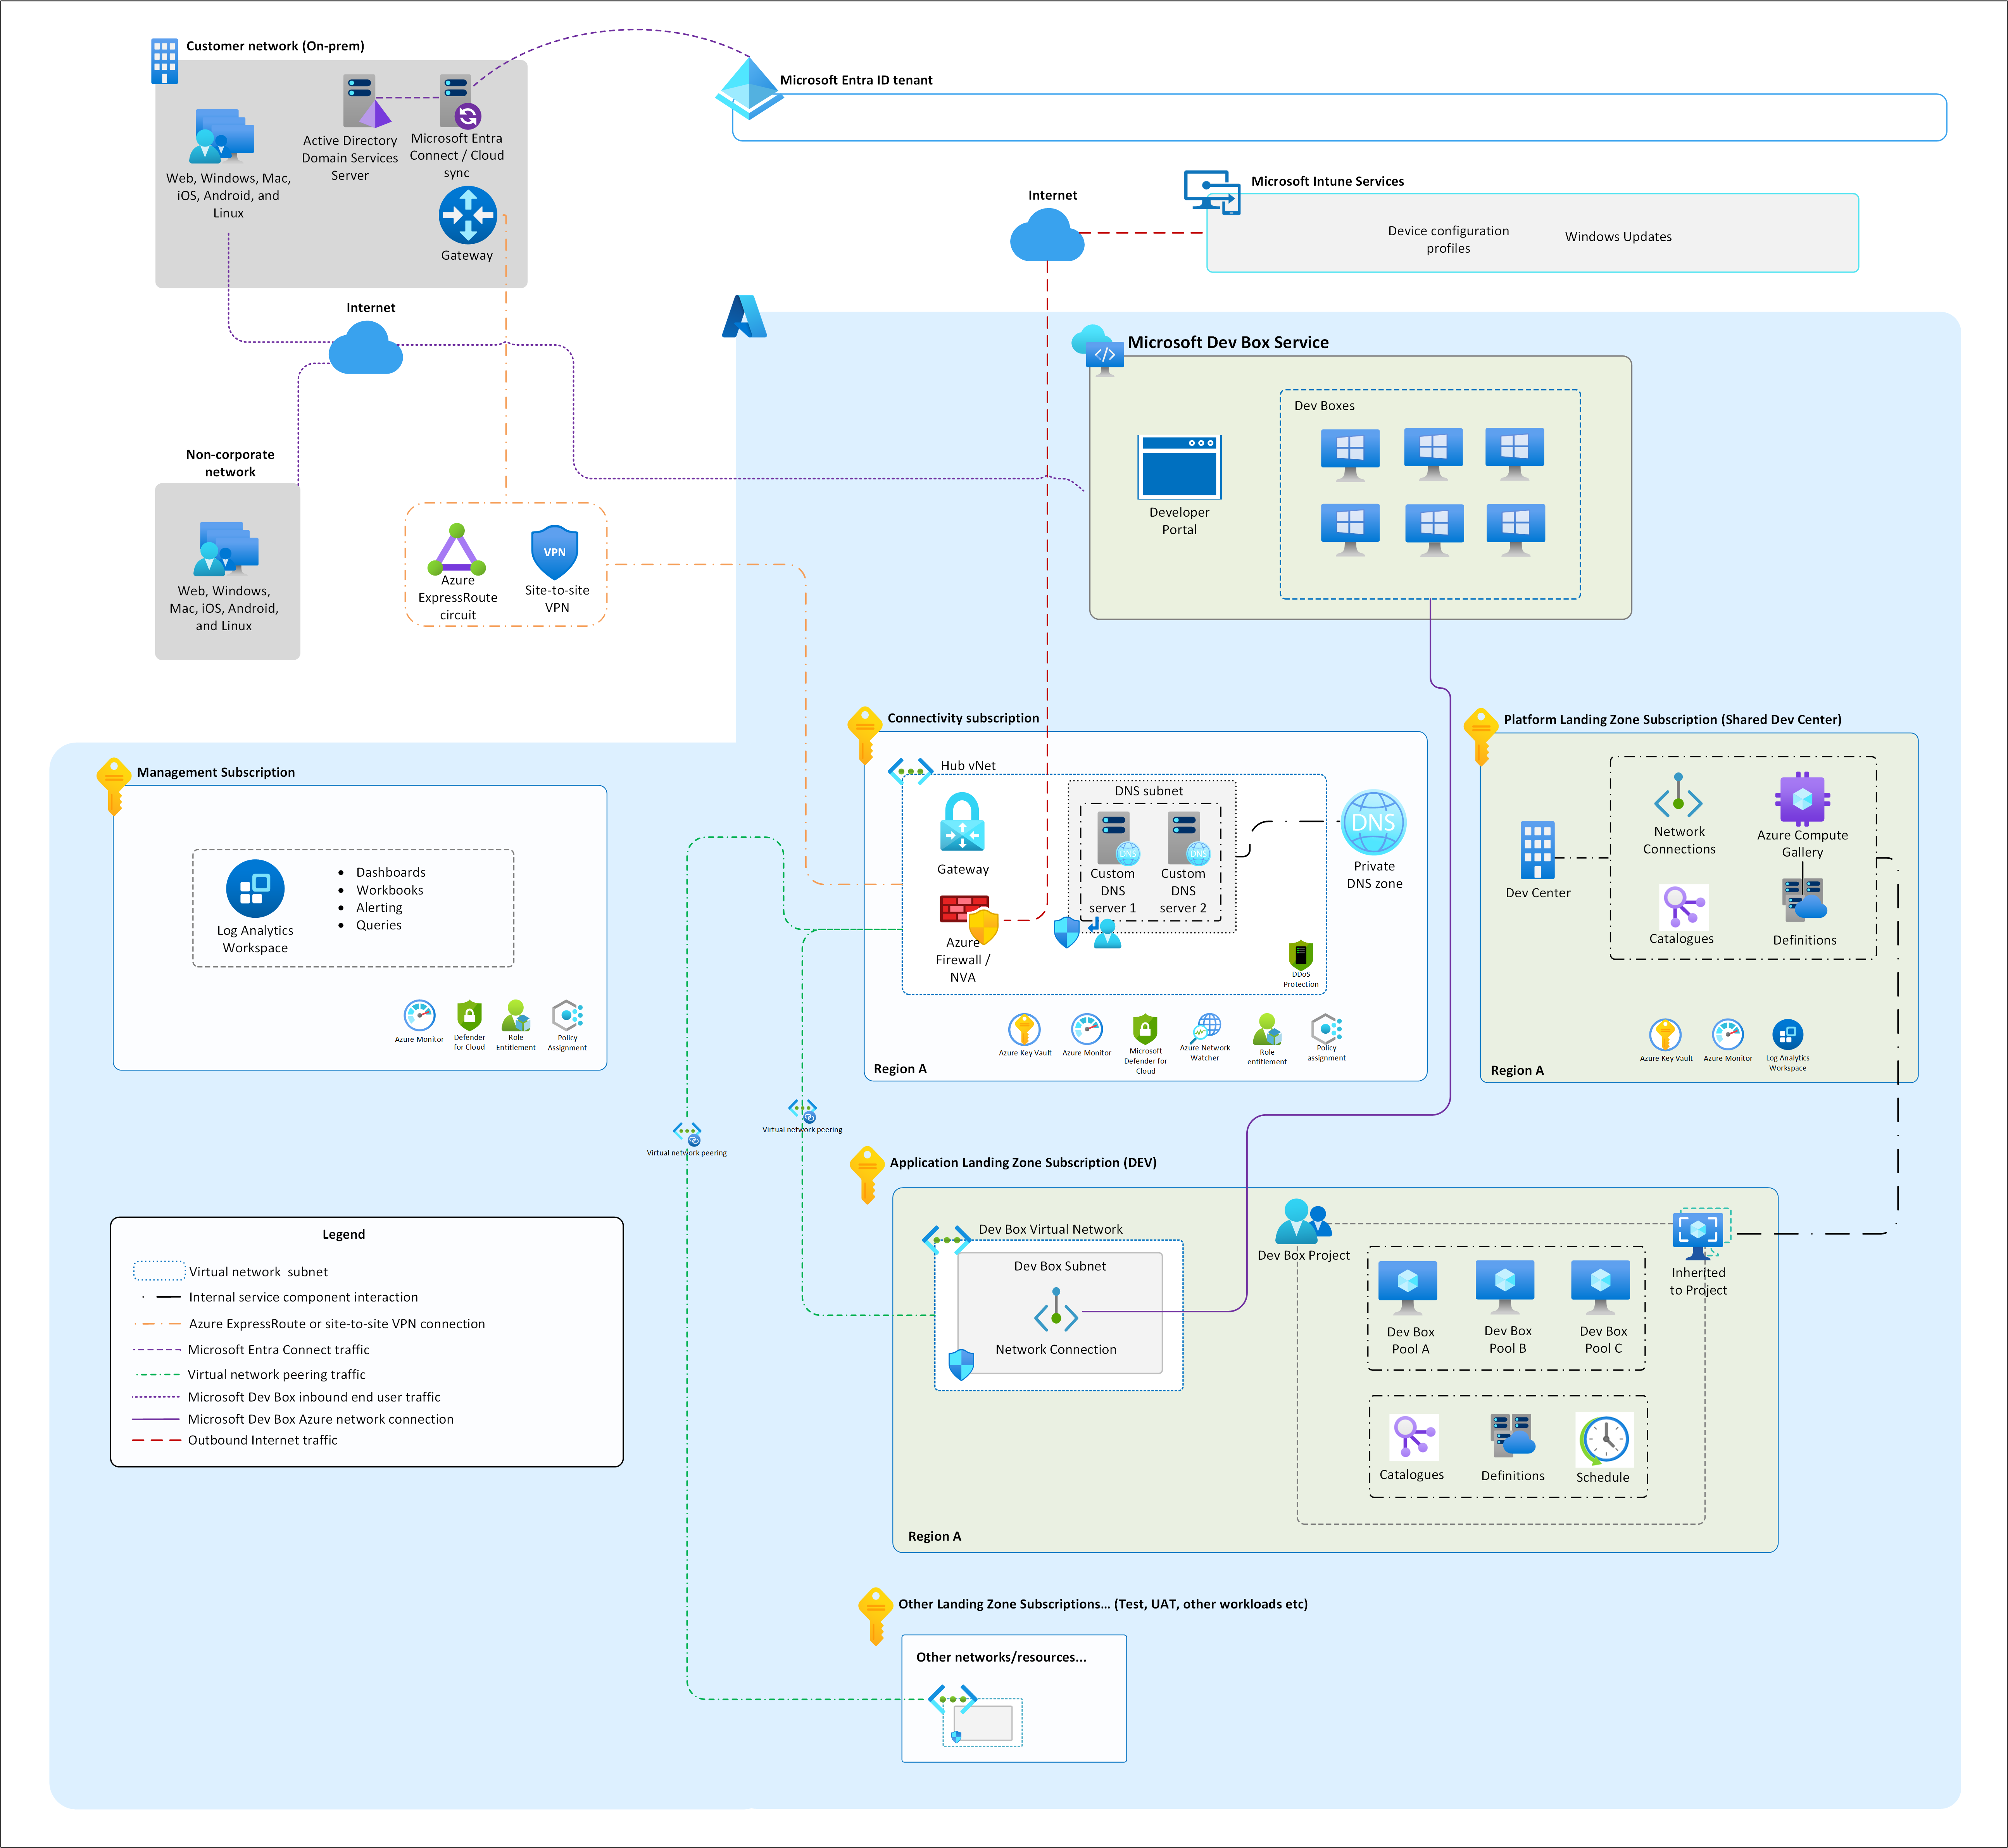 Customer network (On-prem)
Active Directory
Domain Services
Server
Microsoft Entra
Connect / Cloud
sync
Web, Windows, Mac,
iOS, Android, and
Linux
Gateway
Microsoft Entra ID tenant
Internet
Microsoft Intune Services
Device configuration
profiles
Windows Updates
Internet
Non-corporate
network
Web, Windows,
Mac, iOS, Android,
and Linux
Azure
ExpressRoute
circuit
VPN
Site-to-site
VPN
Microsoft Dev Box Service
Developer
Portal
Dev Boxes
Management Subscription
Log Analytics
Workspace
• Dashboards
• Workbooks
• Alerting
• Queries
Azure Monitor
Defender
for Cloud
Role
Entitlement
Policy
Assignment
Connectivity subscription
Hub vNet
Gateway
Azure
Firewall /
NVA
DNS subnet
DNS
Custom
DNS
server 1
DNS
Custom
DNS
server 2
DNS
Private
DNS zone
DDoS
Protection
Azure Key Vault
Azure Monitor
Microsoft
Defender for
Cloud
Azure Network
Watcher
Role
entitlement
Policy
assignment
Region A
Platform Landing Zone Subscription (Shared Dev Center)
Dev Center
Network
Connections
Azure Compute
Gallery
Catalogues
Definitions
Azure Key Vault
Azure Monitor
Log Analytics
Workspace
Region A
Virtual network peering
Virtual network peering
Application Landing Zone Subscription (DEV)
Dev Box Virtual Network
Dev Box Subnet
Network Connection
Dev Box Project
Inherited
to Project
Dev Box
Pool A
Dev Box
Pool B
Dev Box
Pool C
Catalogues
Definitions
Schedule
Region A
Legend
Virtual network  subnet
Internal service component interaction
Azure ExpressRoute or site-to-site VPN connection
Microsoft Entra Connect traffic
Virtual network peering traffic
Microsoft Dev Box inbound end user traffic
Microsoft Dev Box Azure network connection
Outbound Internet traffic
Other Landing Zone Subscriptions... (Test, UAT, other workloads etc)
Other networks/resources...